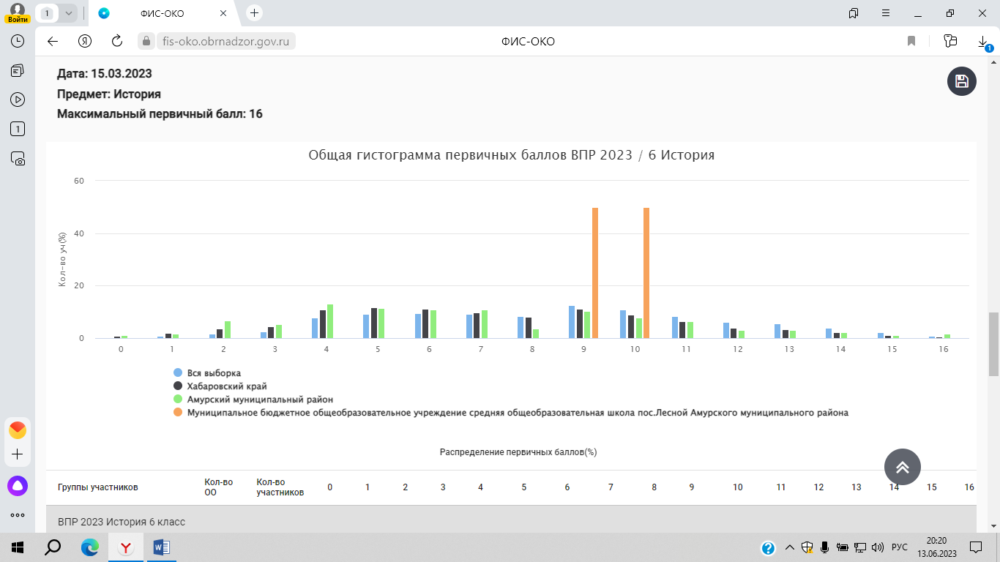 1
ФИС-ОКО
Войти
fis-oko.obrnadzor.gov.ru
ФИС-ОКО
1
Дата: 15.03.2023
Предмет: История
Максимальный первичный балл: 16
1
Общая гистограмма первичных баллов ВПР 2023 / 6 История
60
40
20
0
Кол-во уч(%)
0 1 2 3 4 5 6 7 8 9 10 11 12 13 14 15 16
Вся выборка
Хабаровский край
Амурский муниципальный район
Муниципальное бюджетное общеобразовательное учреждение средняя общеобразовательная школа пос.Лесной Амурского муниципального района
Распределение первичных баллов(%)
Группы участников Кол-во ОО Кол-во участников 0 1 2 3 4 5 6 7 8 9 10 11 12 13 14 15 16
ВПР 2023 История 6 класс
РУС
20:20
13.06.2023